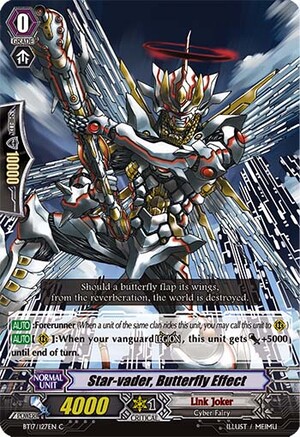 0
GRADE
10000
Should a butterfly flap its wings,
from the reverberation, the world is destroyed.
AUTO :Forerunner (When a unit of the same clan rides this unit, you may call this unit to
AUTO [ ]:When your vanguard LEGION, this unit gets +5000
until end of turn.
NORMAL UNIT
Star-vader, Butterfly Effect
POWER 4000 1 CRITICAL
Link Joker
Cyber Fairy
BT17/127EN C
ILLUST / MEIMU